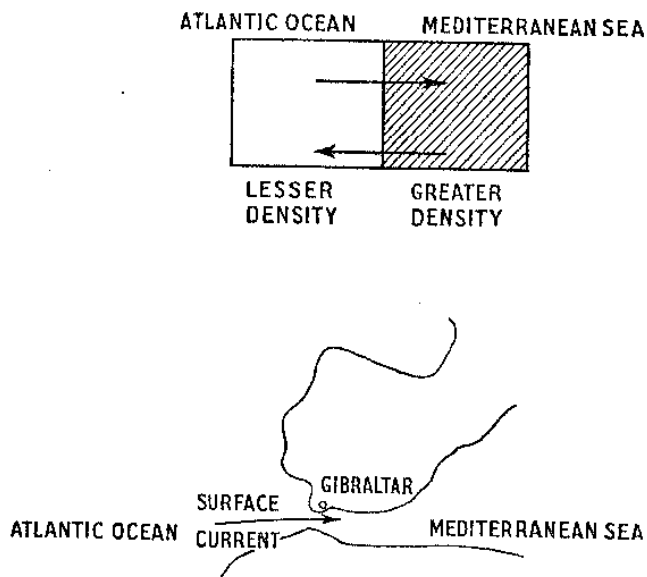 ATLANTIC OCEAN MEDITERRANEAN SEA
LESSER DENSITY
GREATER DENSITY
GIBRALTAR
SURFACE
ATLANTIC OCEAN CURRENT MEDITERRANEAN SEA